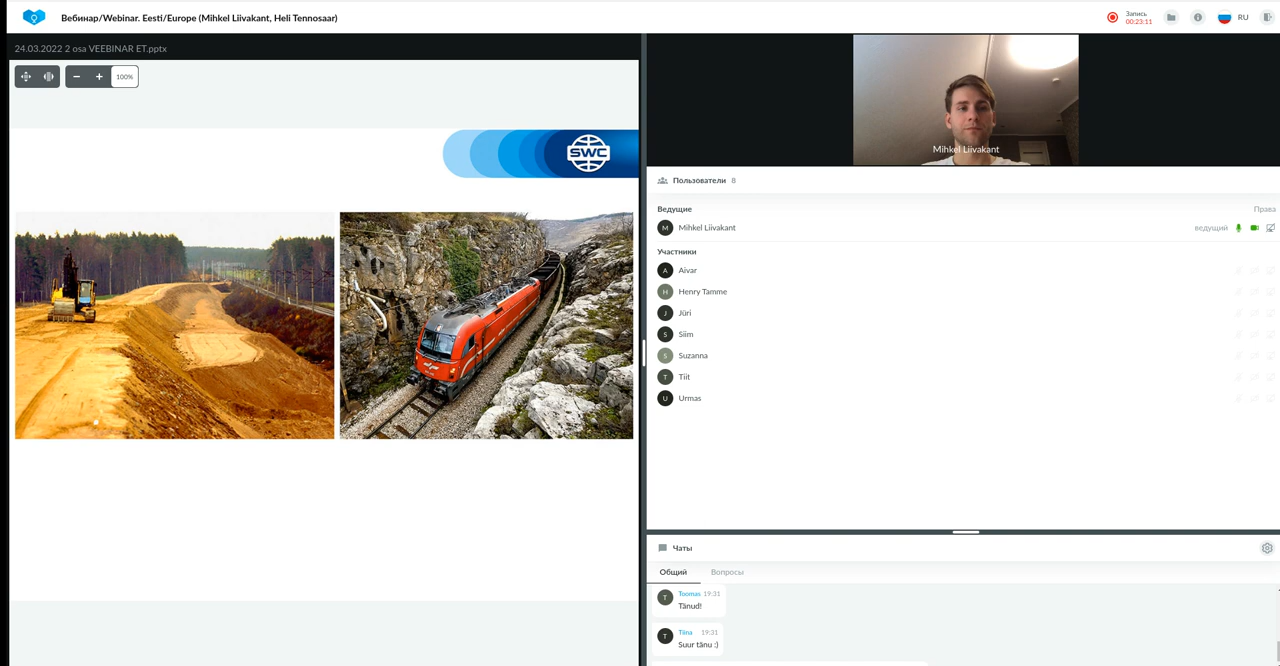 Вебинар/Webinar. Eesti/Europe (Mihkel Liivakant, Heli Tennosaar)
Запись
00:23:11
RU
24.03.2022 2 osa VEEBINAR ET.pptx
100%
SWC
Mihkel Liivakant
Пользователи 8
Ведущие
Права
M Mihkel Liivakant
ведущий
Участники
A Aivar
H Henry Tamme
J Jüri
S Siim
S Suzanna
T Tiit
U Urmas
Чаты
Общий
Вопросы
T Toomas 19:31
Tänud!
T Tiina 19:31
Suur tänu :)